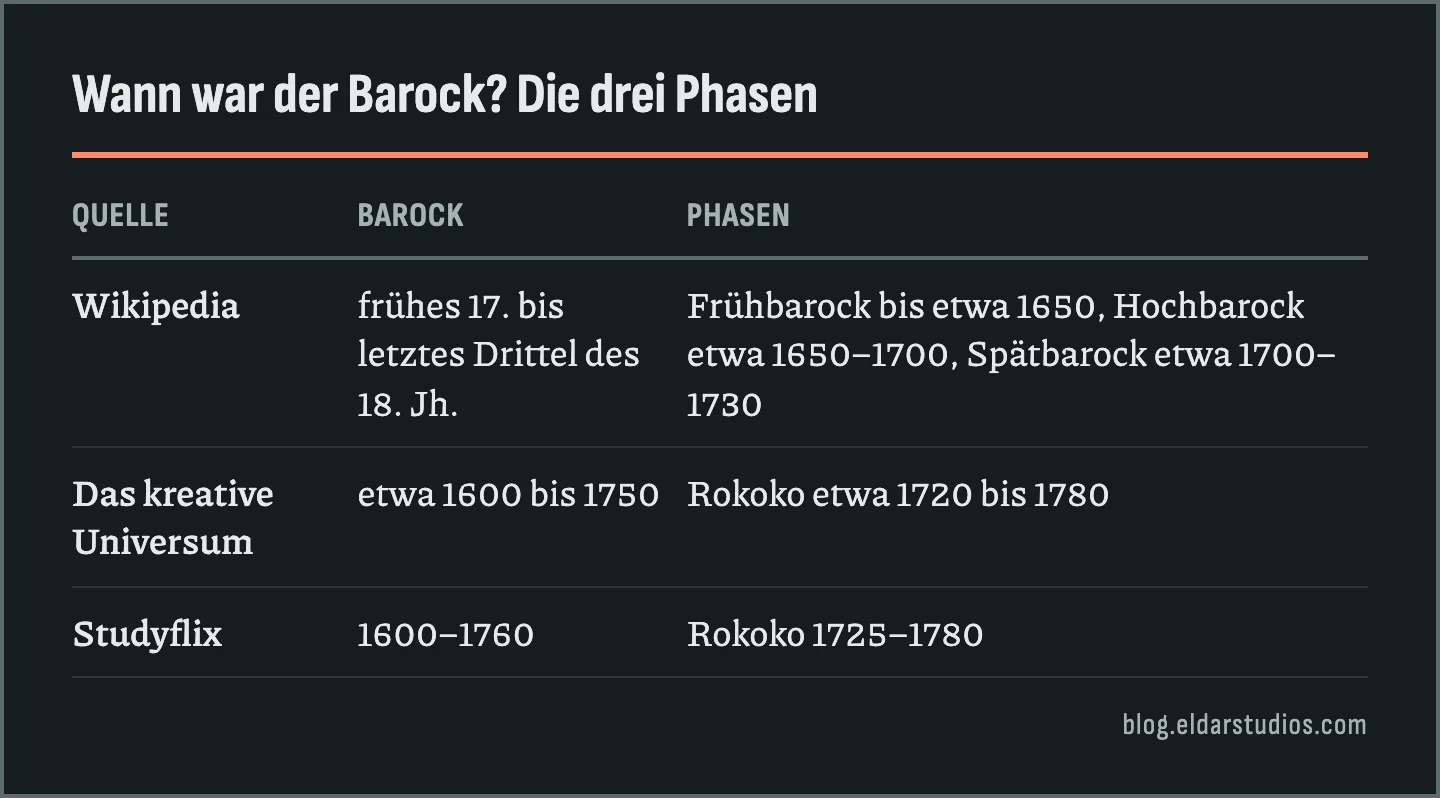 Wann war der Barock? Die drei Phasen
QUELLE BAROCK PHASEN
Wikipedia
frühes 17. bis
letztes Drittel des
18. Jh.
Frühbarock bis etwa 1650, Hochbarock
etwa 1650–1700, Spätbarock etwa 1700–
1730
Das kreative
Universum
etwa 1600 bis 1750
Rokoko etwa 1720 bis 1780
Studyflix
1600–1760
Rokoko 1725–1780
blog.eldarstudios.com